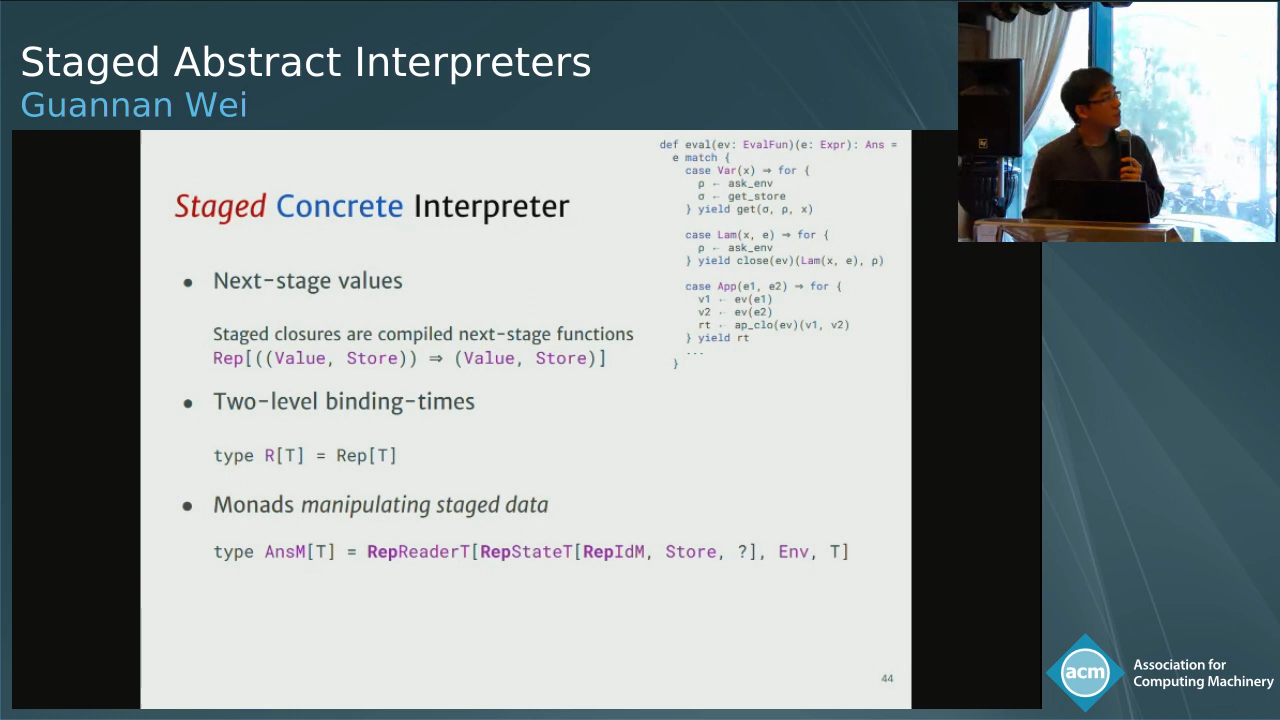 Staged Abstract Interpreters
Guannan Wei
Staged Concrete Interpreter
• Next-stage values
Staged closures are compiled next-stage functions
Rep[((Value, Store)) ⇒ (Value, Store)]
• Two-level binding-times
type R[T] = Rep[T]
• Monads manipulating staged data
type AnsM[T] = RepReaderT[RepStateT[RepIdM, Store, ?], Env, T]
def eval(ev: EvalFun)(e: Expr): Ans =
e match {
case Var(x) ⇒ for {
ρ ← ask_env
σ ← get_store
} yield get(σ, ρ, x)
case Lam(x, e) ⇒ for {
ρ ← ask_env
} yield close(ev)(Lam(x, e), ρ)
case App(e1, e2) ⇒ for {
v1 ← ev(e1)
v2 ← ev(e2)
rt ← ap_clo(ev)(v1, v2)
} yield rt
...
}
44
acm
Association for
Computing Machinery